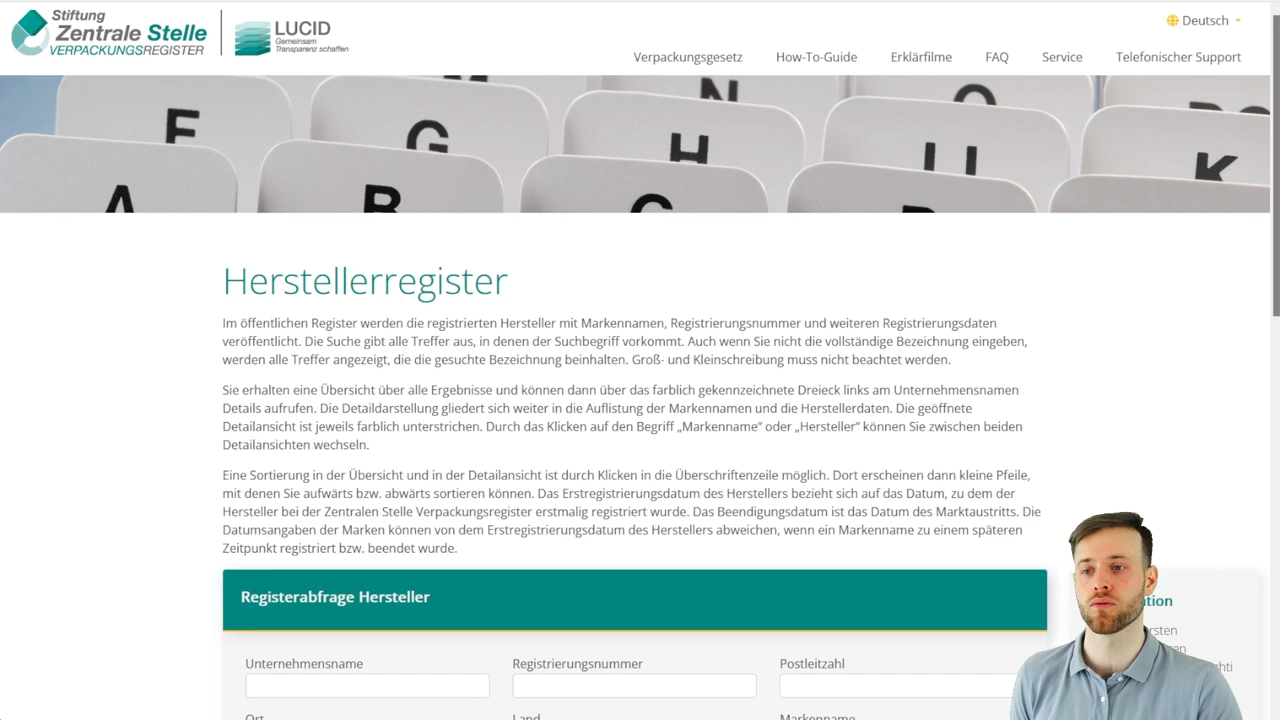 Stiftung
Zentrale Stelle
VERPACKUNGSREGISTER
LUCID
Gemeinsam
Transparenz schaffen
Deutsch
Verpackungsgesetz How-To-Guide Erklärfilme FAQ Service Telefonischer Support
F G N H K
A B
Herstellerregister
Im öffentlichen Register werden die registrierten Hersteller mit Markennamen, Registrierungsnummer und weiteren Registrierungsdaten
veröffentlicht. Die Suche gibt alle Treffer aus, in denen der Suchbegriff vorkommt. Auch wenn Sie nicht die vollständige Bezeichnung eingeben,
werden alle Treffer angezeigt, die die gesuchte Bezeichnung beinhalten. Groß- und Kleinschreibung muss nicht beachtet werden.
Sie erhalten eine Übersicht über alle Ergebnisse und können dann über das farblich gekennzeichnete Dreieck links am Unternehmensnamen
Details aufrufen. Die Detaildarstellung gliedert sich weiter in die Auflistung der Markennamen und die Herstellerdaten. Die geöffnete
Detailansicht ist jeweils farblich unterstrichen. Durch das Klicken auf den Begriff „Markenname“ oder „Hersteller“ können Sie zwischen beiden
Detailansichten wechseln.
Eine Sortierung in der Übersicht und in der Detailansicht ist durch Klicken in die Überschriftenzeile möglich. Dort erscheinen dann kleine Pfeile,
mit denen Sie aufwärts bzw. abwärts sortieren können. Das Erstregistrierungsdatum des Herstellers bezieht sich auf das Datum, zu dem der
Hersteller bei der Zentralen Stelle Verpackungsregister erstmalig registriert wurde. Das Beendigungsdatum ist das Datum des Marktaustritts. Die
Datumsangaben der Marken können von dem Erstregistrierungsdatum des Herstellers abweichen, wenn ein Markenname zu einem späteren
Zeitpunkt registriert bzw. beendet wurde.
Registerabfrage Hersteller
Unternehmensname Registrierungsnummer Postleitzahl
Ort Land Markenname